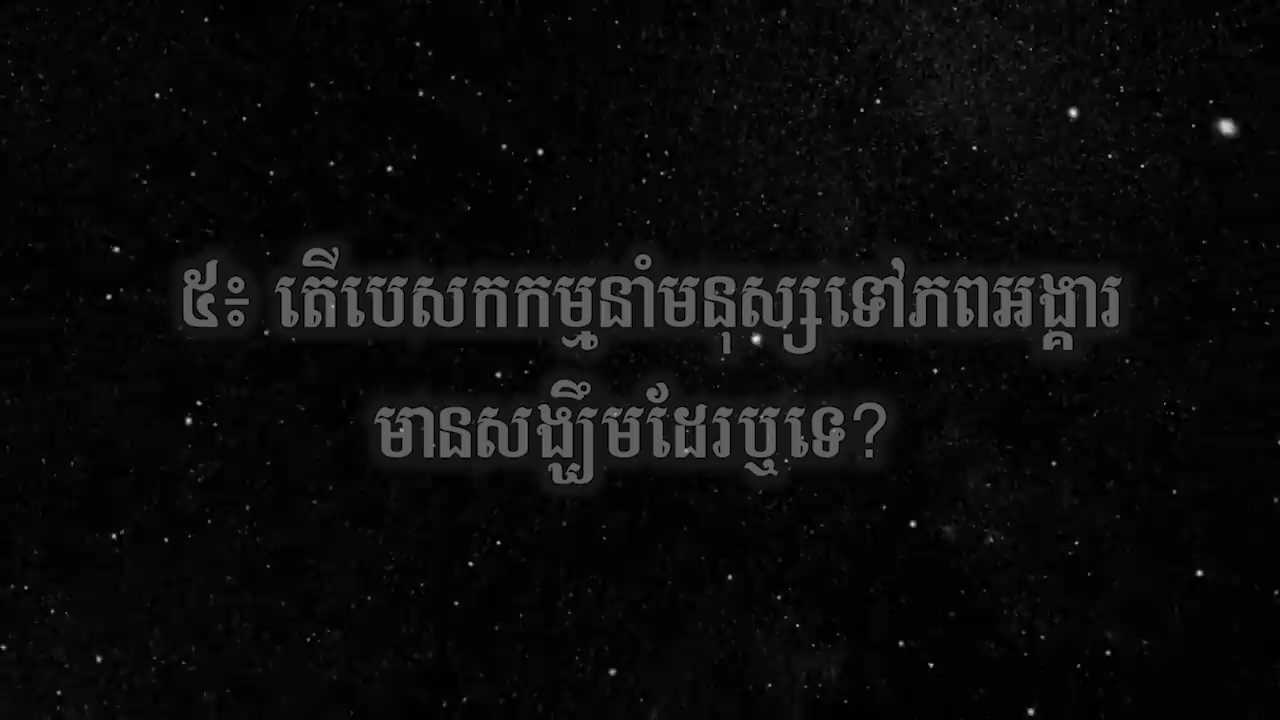 ៥៖ តើបេសកកម្មនាំមនុស្សទៅភពអង្គារ
មានសង្ឃឹមដែរឬទេ?